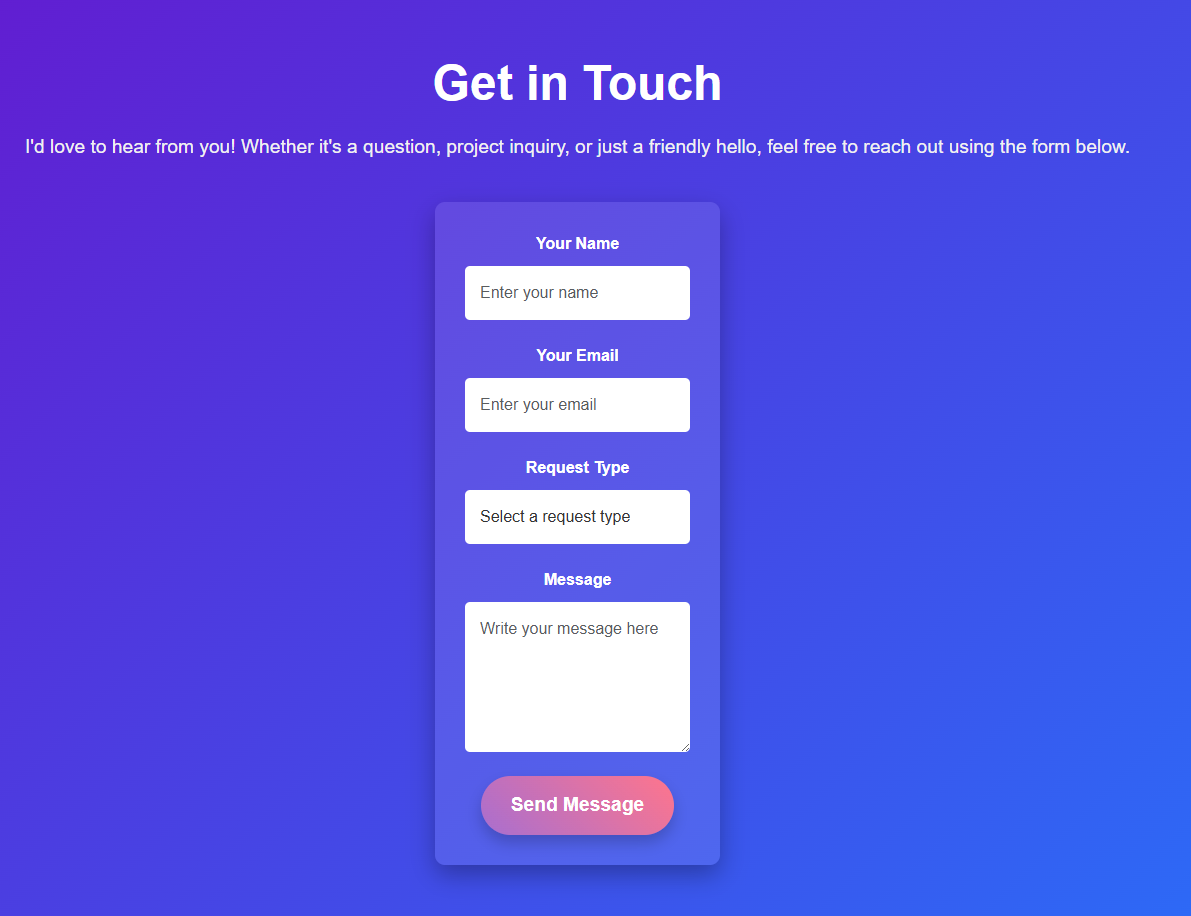 Get in Touch
I'd love to hear from you! Whether it's a question, project inquiry, or just a friendly hello, feel free to reach out using the form below.
Your Name
Enter your name
Your Email
Enter your email
Request Type
Select a request type
Message
Write your message here
Send Message